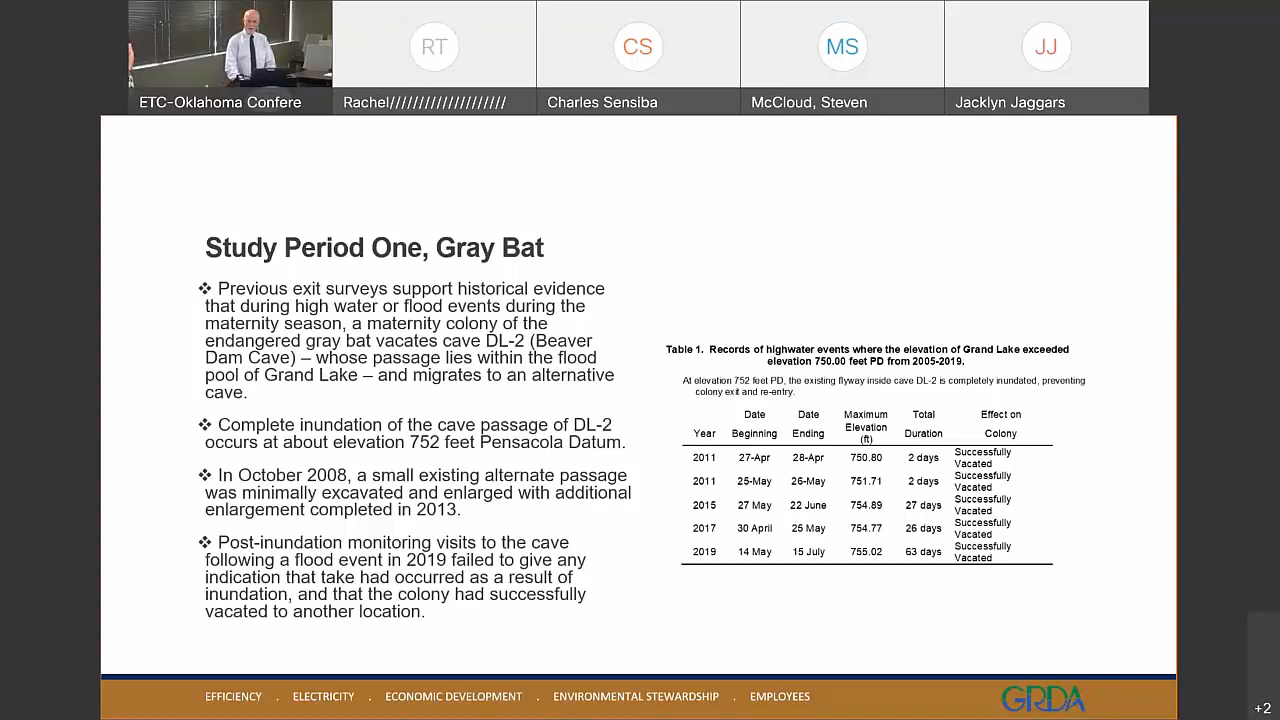 RT
CS
MS
JJ
ETC-Oklahoma Confere
Rachel////////////////////
Charles Sensiba
McCloud, Steven
Jacklyn Jaggars
Study Period One, Gray Bat
❖ Previous exit surveys support historical evidence
that during high water or flood events during the
maternity season, a maternity colony of the
endangered gray bat vacates cave DL-2 (Beaver
Dam Cave) – whose passage lies within the flood
pool of Grand Lake – and migrates to an alternative
cave.
❖ Complete inundation of the cave passage of DL-2
occurs at about elevation 752 feet Pensacola Datum.
❖ In October 2008, a small existing alternate passage
was minimally excavated and enlarged with additional
enlargement completed in 2013.
❖ Post-inundation monitoring visits to the cave
following a flood event in 2019 failed to give any
indication that take had occurred as a result of
inundation, and that the colony had successfully
vacated to another location.
Table 1. Records of highwater events where the elevation of Grand Lake exceeded
elevation 750.00 feet PD from 2005-2019.
At elevation 752 feet PD, the existing flyway inside cave DL-2 is completely inundated, preventing
colony exit and re-entry.
Year Date Beginning Date Ending Maximum Elevation (ft) Total Duration Effect on Colony
2011 27-Apr 28-Apr 750.80 2 days Successfully Vacated
2011 25-May 26-May 751.71 2 days Successfully Vacated
2015 27 May 22 June 754.89 27 days Successfully Vacated
2017 30 April 25 May 754.77 26 days Successfully Vacated
2019 14 May 15 July 755.02 63 days Successfully Vacated
EFFICIENCY . ELECTRICITY . ECONOMIC DEVELOPMENT . ENVIRONMENTAL STEWARDSHIP . EMPLOYEES
GRDA
+2